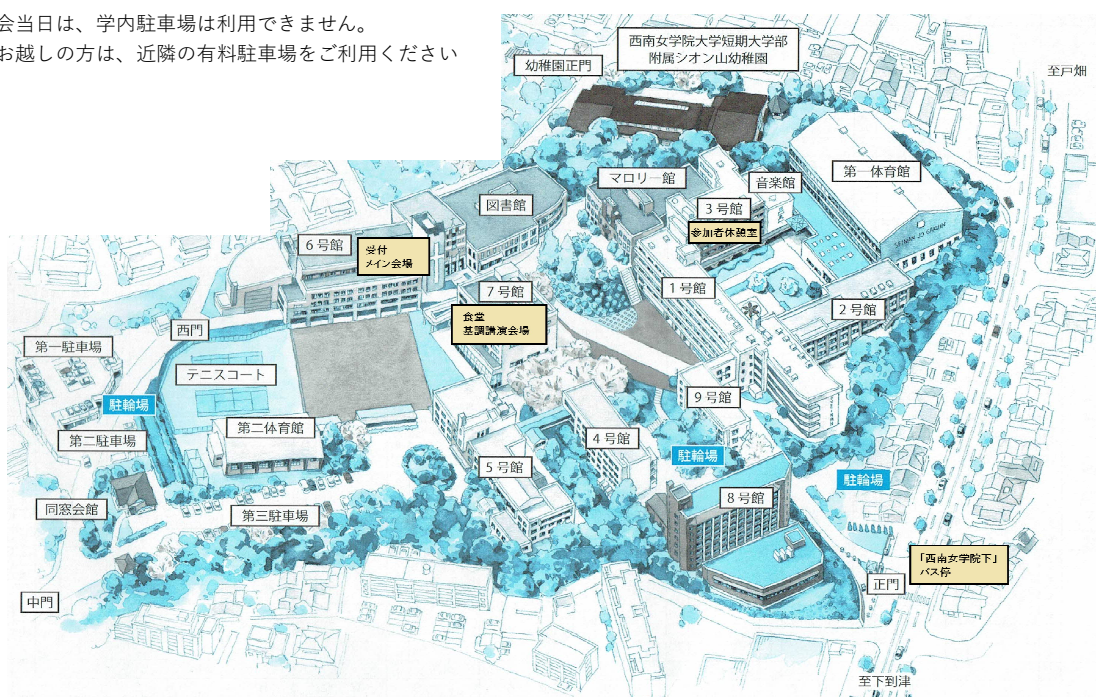 会当日は、学内駐車場は利用できません。
お越しの方は、近隣の有料駐車場をご利用ください
西南女学院大学短期大学部
附属シオン山幼稚園
幼稚園正門
至戸畑
マロリー館
音楽館
第一体育館
SEINAN JO GAKUIN
図書館
3号館
参加者休憩室
6号館
受付
メイン会場
7号館
食堂
基調講演会場
1号館
2号館
西門
第一駐車場
テニスコート
駐輪場
9号館
第二駐車場
第二体育館
4号館
駐輪場
5号館
駐輪場
8号館
同窓会館
第三駐車場
「西南女学院下」
バス停
正門
中門
至下到津